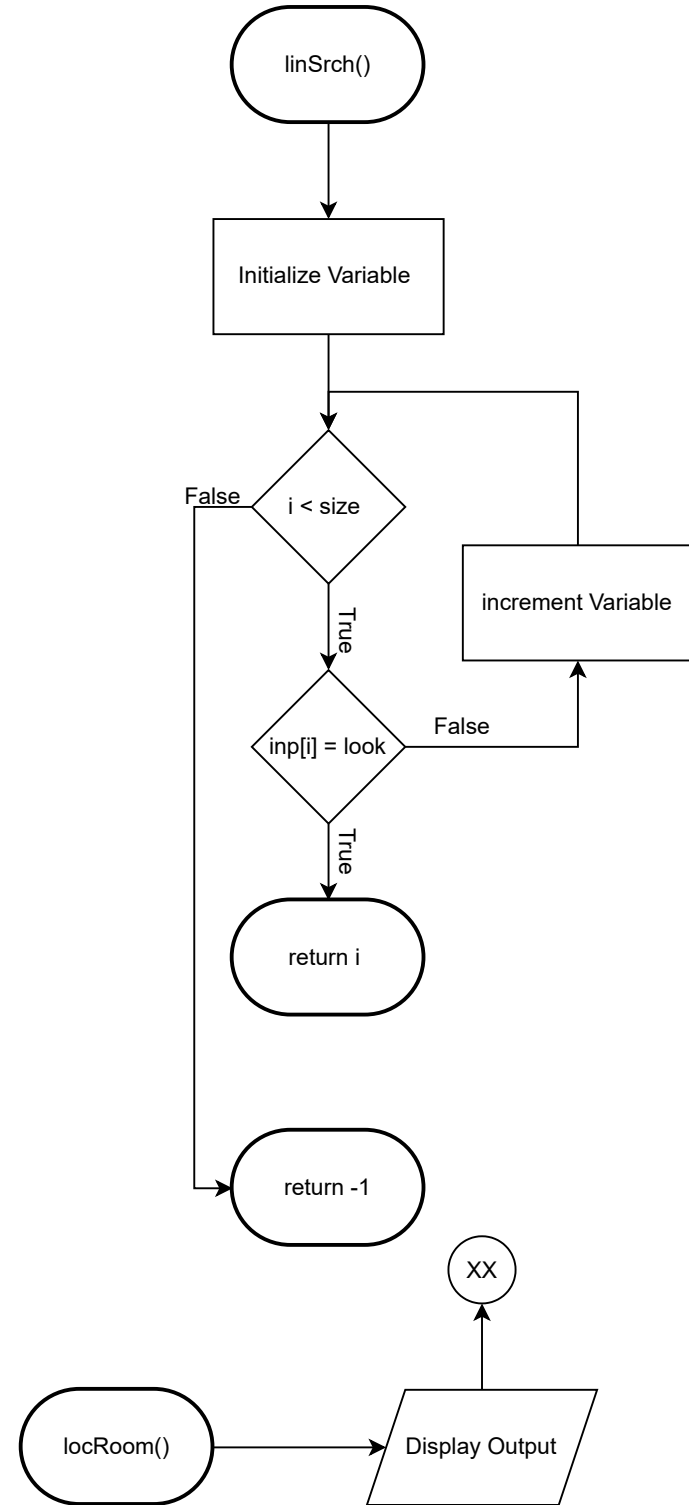 linSrch()
Initialize Variable
False
i < size
increment Variable
True
False
inp[i] = look
True
return i
return -1
XX
locRoom()
Display Output